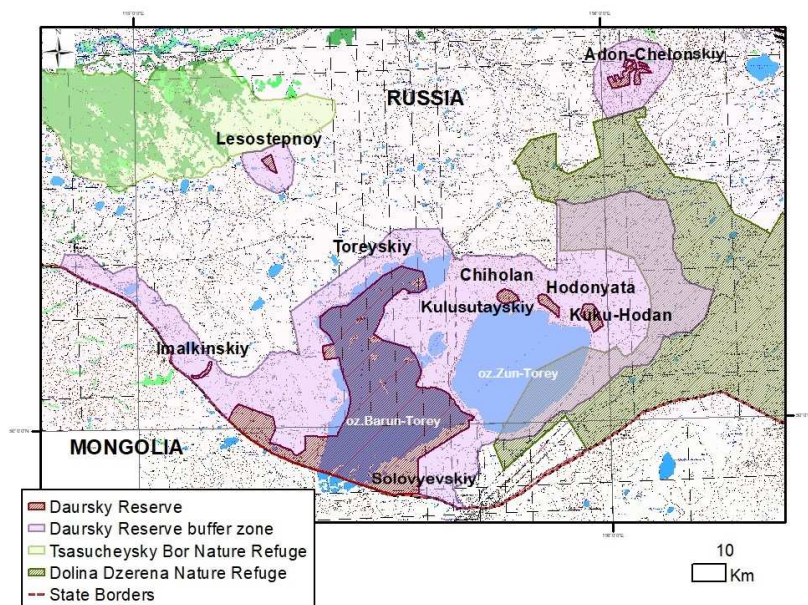 Adon-Chelonskiy
RUSSIA
Lesostepnoy
Toreyskiy
Chiholan
Hodonyata
Kulusutayskiy
Kuku-Hodan
Imalkinskiy
oz.Zun-Torey
oz.Barun-Torey
MONGOLIA
Solovyevskiy
Daursky Reserve
Daursky Reserve buffer zone
Tsasucheysky Bor Nature Refuge
Dolina Dzerena Nature Refuge
State Borders
10
Km